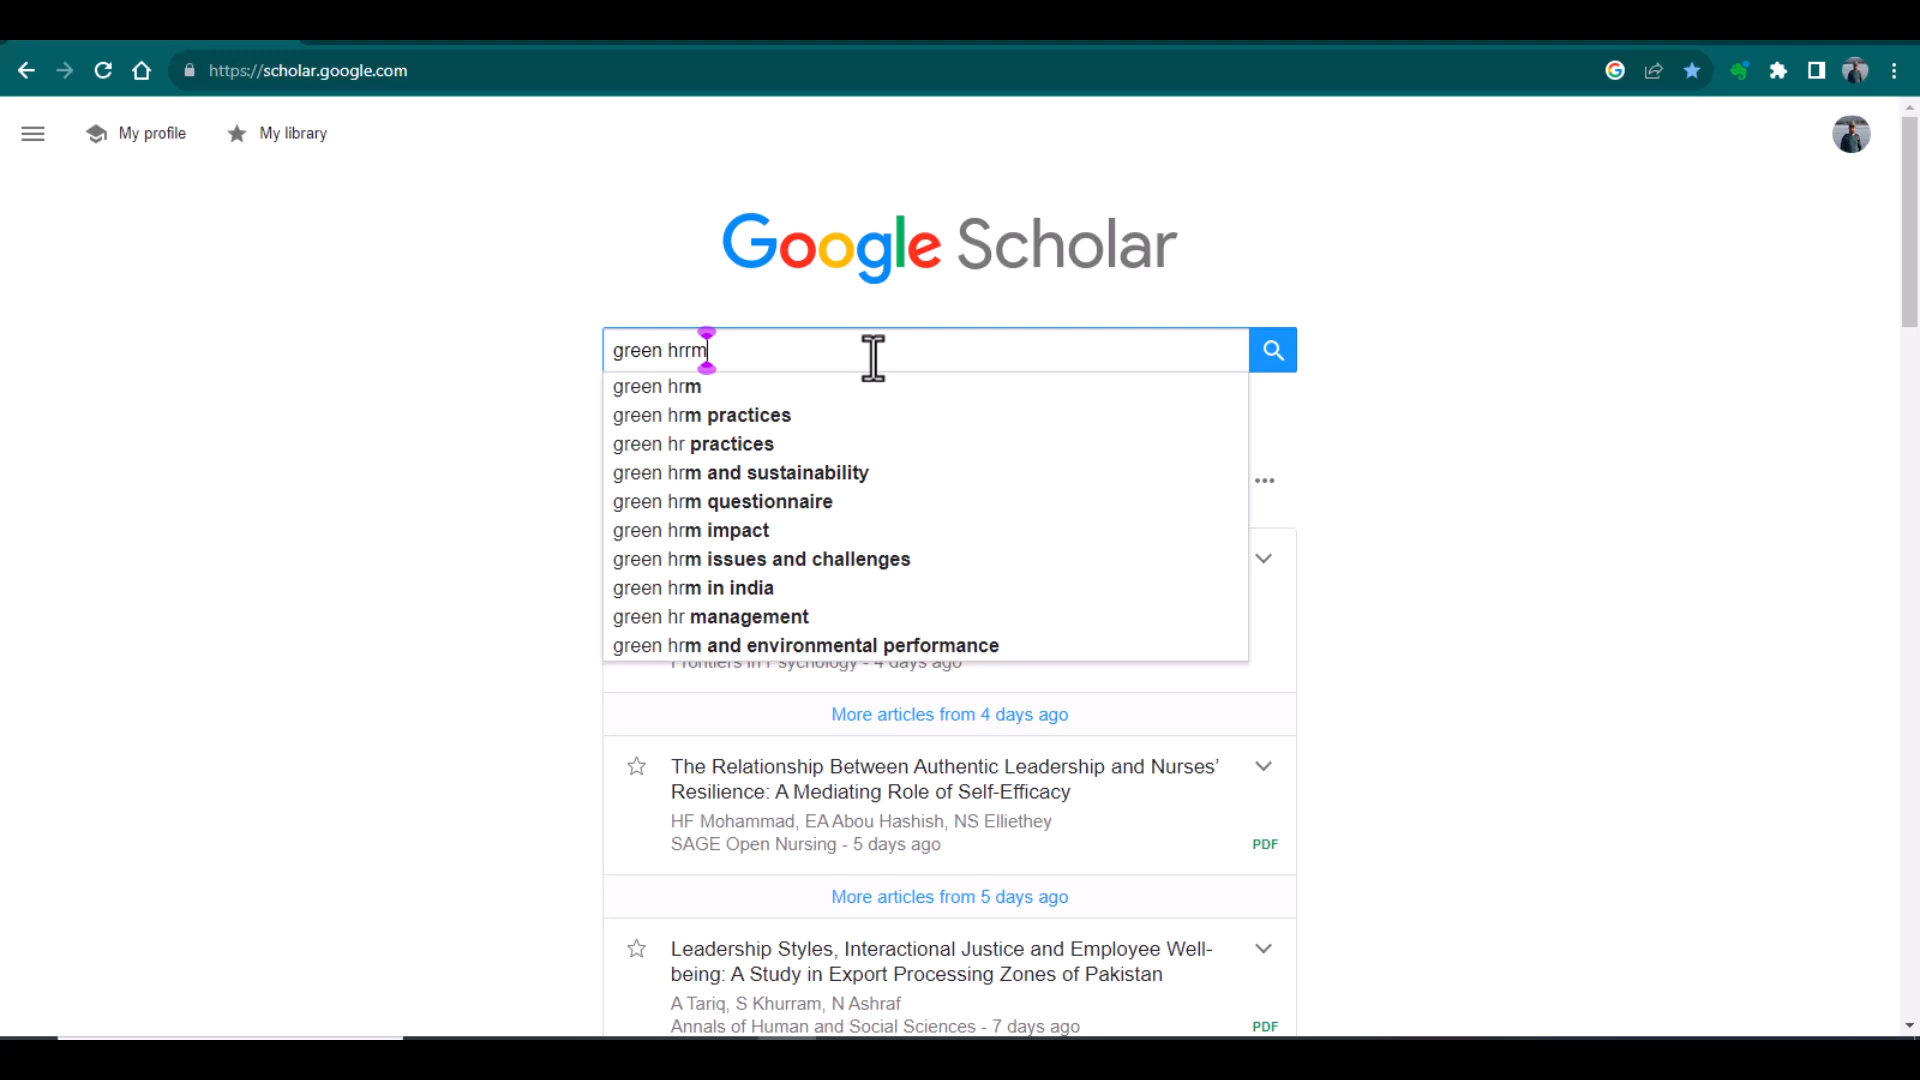 https://scholar.google.com
My profile
My library
Google Scholar
green hrrm
green hrm
green hrm practices
green hr practices
green hrm and sustainability
green hrm questionnaire
green hrm impact
green hrm issues and challenges
green hrm in india
green hr management
green hrm and environmental performance
Frontiers in Psychology - 4 days ago
More articles from 4 days ago
The Relationship Between Authentic Leadership and Nurses’
Resilience: A Mediating Role of Self-Efficacy
HF Mohammad, EA Abou Hashish, NS Elliethey
SAGE Open Nursing - 5 days ago
PDF
More articles from 5 days ago
Leadership Styles, Interactional Justice and Employee Well-
being: A Study in Export Processing Zones of Pakistan
A Tariq, S Khurram, N Ashraf
Annals of Human and Social Sciences - 7 days ago
PDF